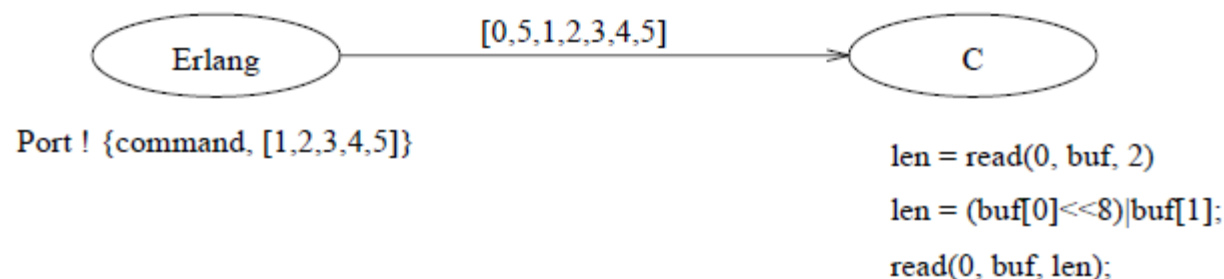 [0,5,1,2,3,4,5]
Erlang
C
Port ! {command, [1,2,3,4,5]}
len = read(0, buf, 2)
len = (buf[0]<<8)|buf[1];
read(0, buf, len);